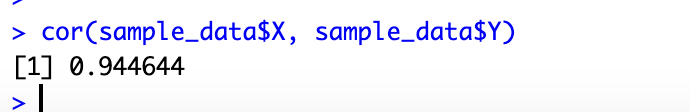 > cor(sample_data$X, sample_data$Y)
[1] 0.944644
>